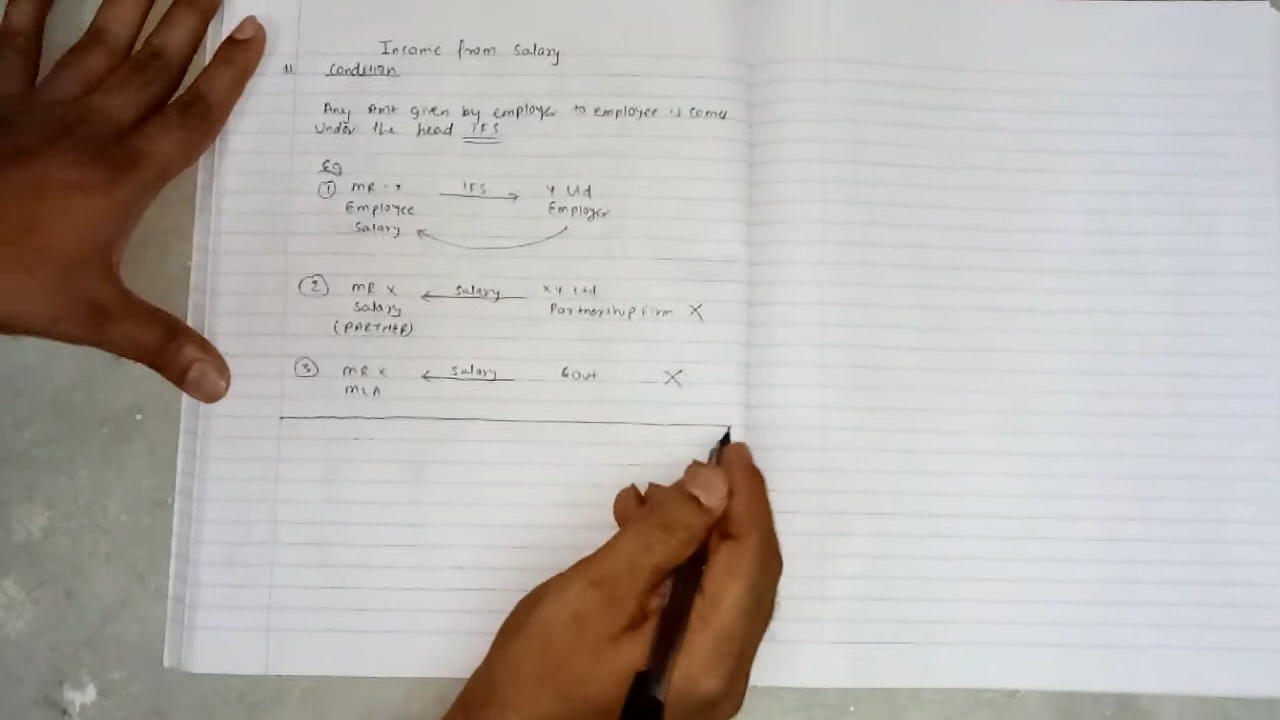 Income from Salary
1) Condition
Any Amt given by employer to employee is comes
under the head IFS
Eg
① MR. X IFS Y Ltd
Employee Employer
Salary
② MR X Salary XY Ltd
Salary Partnership Firm X
(PARTNER)
③ MR X Salary Govt X
MLA